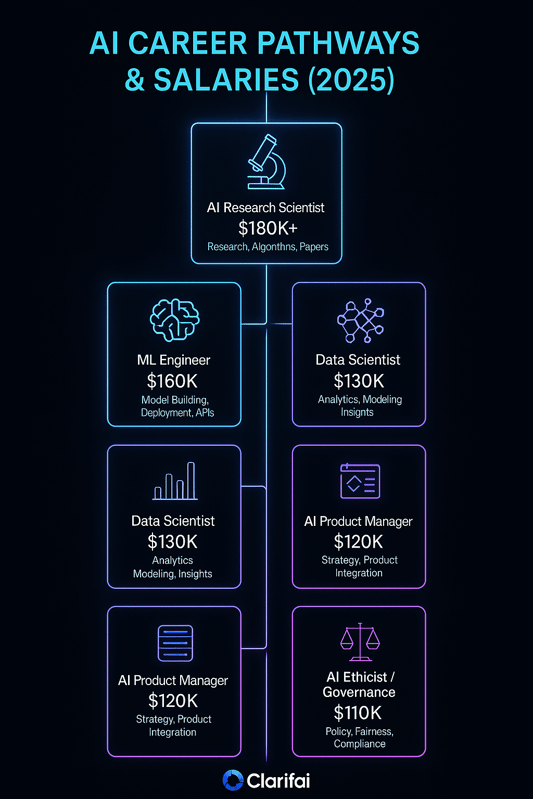 AI CAREER PATHWAYS
& SALARIES (2025)
AI Research Scientist
$180K+
Research, Algorithns, Papers
ML Engineer
$160K
Model Building,
Deployment, APIs
Data Scientist
$130K
Analytics, Modeling
Insignts
Data Scientist
$130K
Analytics
Modeling, Insights
AI Product Manager
$120K
Strategy, Product
Integration
AI Product Manager
$120K
Strategy, Product
Integration
AI Ethicist /
Governance
$110K
Policy, Fairness,
Compliance
Clarifai